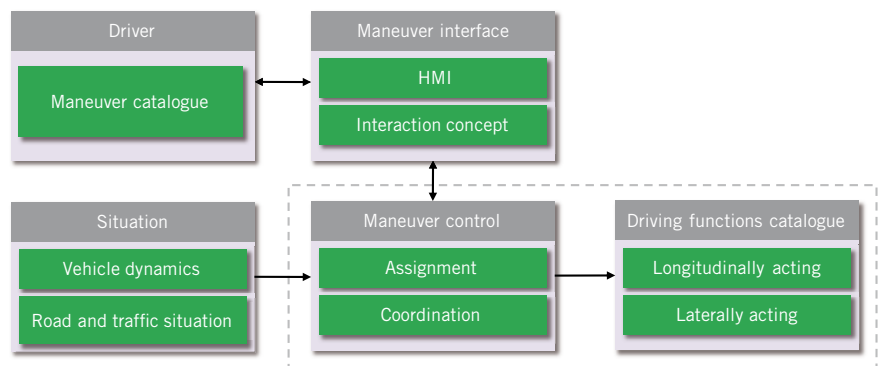 Driver
Maneuver catalogue
Maneuver interface
HMI
Interaction concept
Situation
Vehicle dynamics
Road and traffic situation
Maneuver control
Assignment
Coordination
Driving functions catalogue
Longitudinally acting
Laterally acting